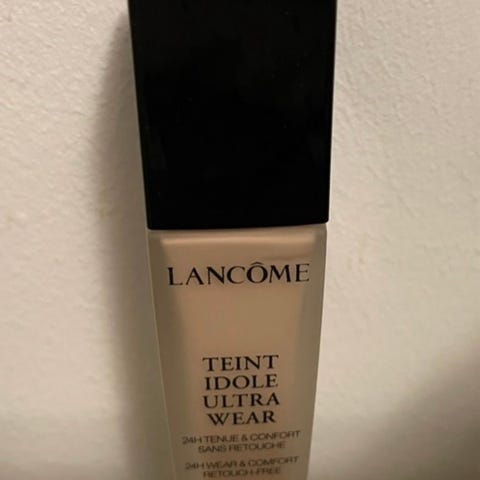 LANCÔME
TEINT
IDOLE
ULTRA
WEAR
24H TENUE & CONFORT
SANS RETOUCHE
24H WEAR & COMFORT
RETOUCH-FREE